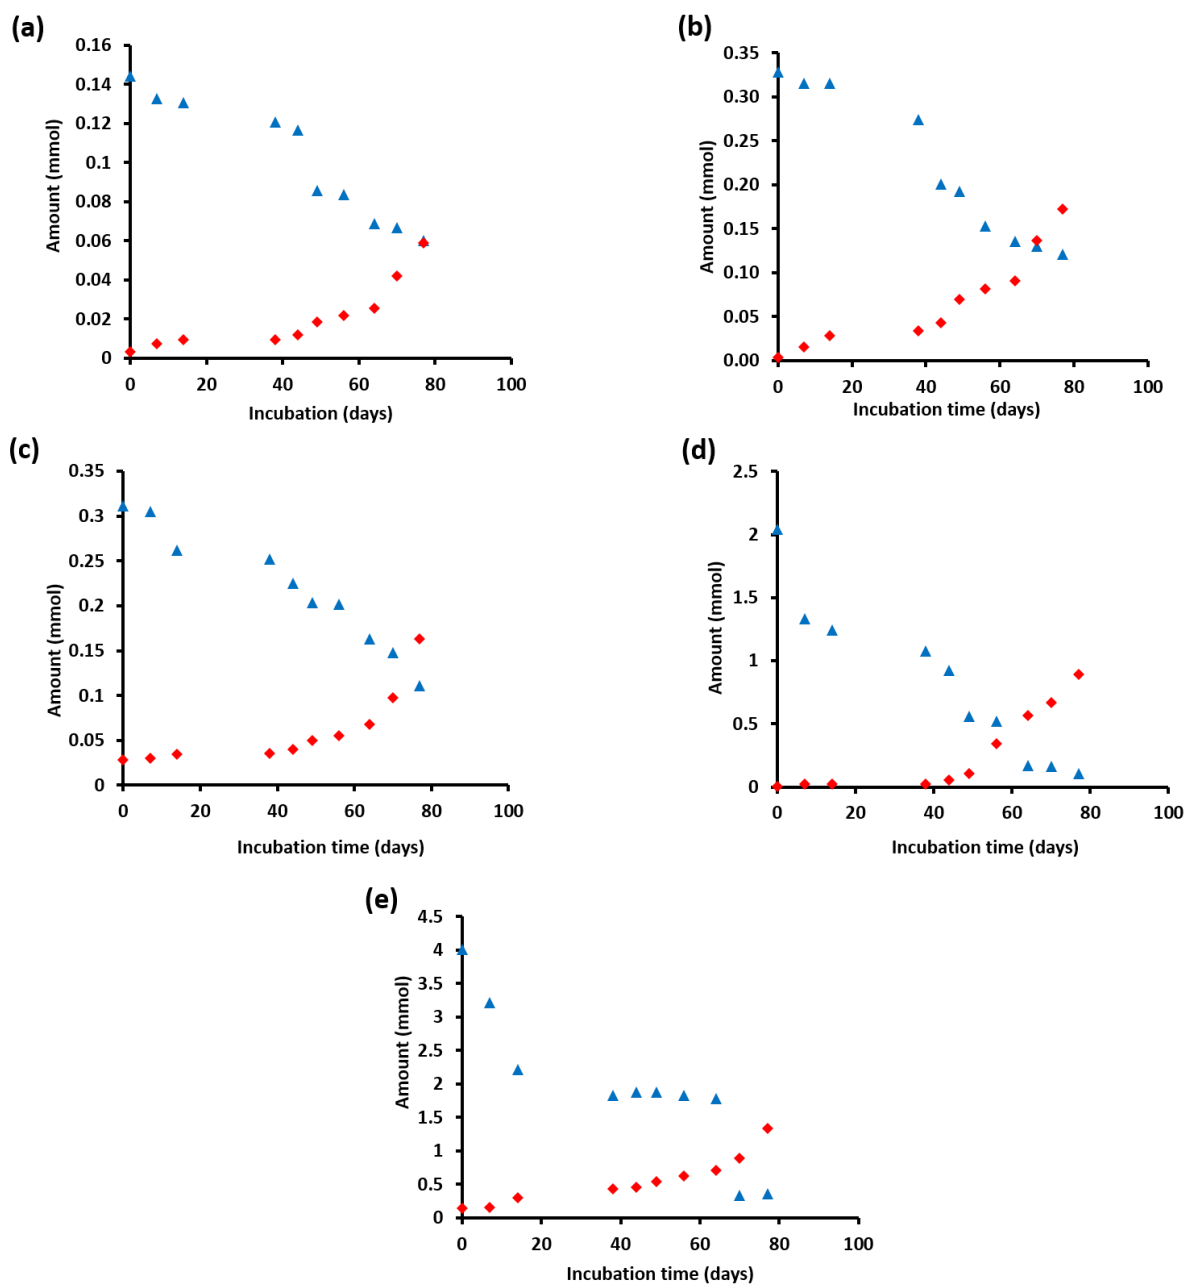 (a)
0.16
0.14
0.12
0.1
0.08
0.06
0.04
0.02
0
Amount (mmol)
0 20 40 60 80 100
Incubation (days)
(b)
0.35
0.30
0.25
0.20
0.15
0.10
0.05
0.00
Amount (mmol)
0 20 40 60 80 100
Incubation time (days)
(c)
0.35
0.3
0.25
0.2
0.15
0.1
0.05
0
Amount (mmol)
0 20 40 60 80 100
Incubation time (days)
(d)
2.5
2
1.5
1
0.5
0
Amount (mmol)
0 20 40 60 80 100
Incubation time (days)
(e)
4.5
4
3.5
3
2.5
2
1.5
1
0.5
0
Amount (mmol)
0 20 40 60 80 100
Incubation time (days)